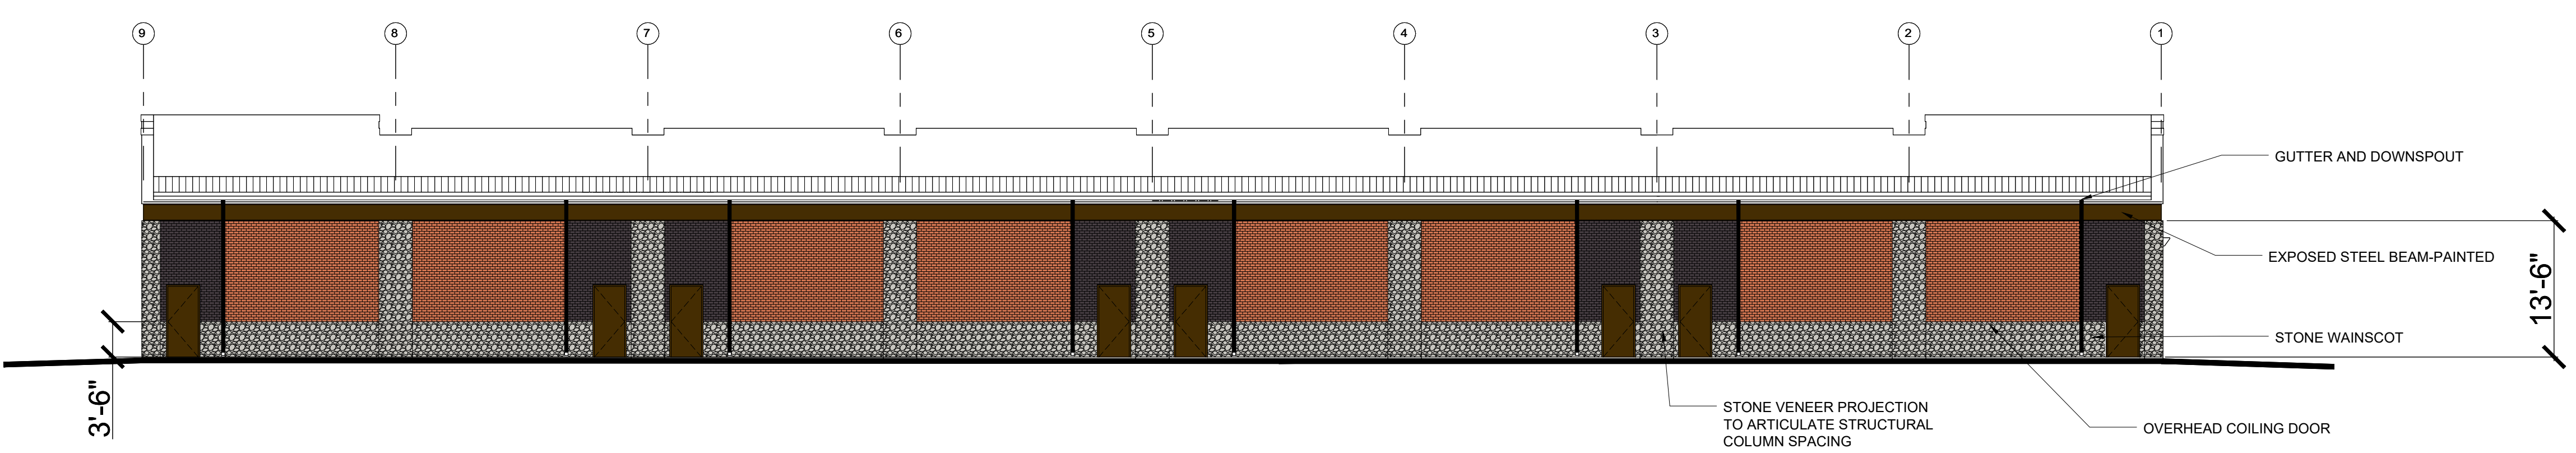 9
8
7
6
5
4
3
2
1
GUTTER AND DOWNSPOUT
EXPOSED STEEL BEAM-PAINTED
13'-6"
STONE WAINSCOT
3'-6"
STONE VENEER PROJECTION
TO ARTICULATE STRUCTURAL
COLUMN SPACING
OVERHEAD COILING DOOR